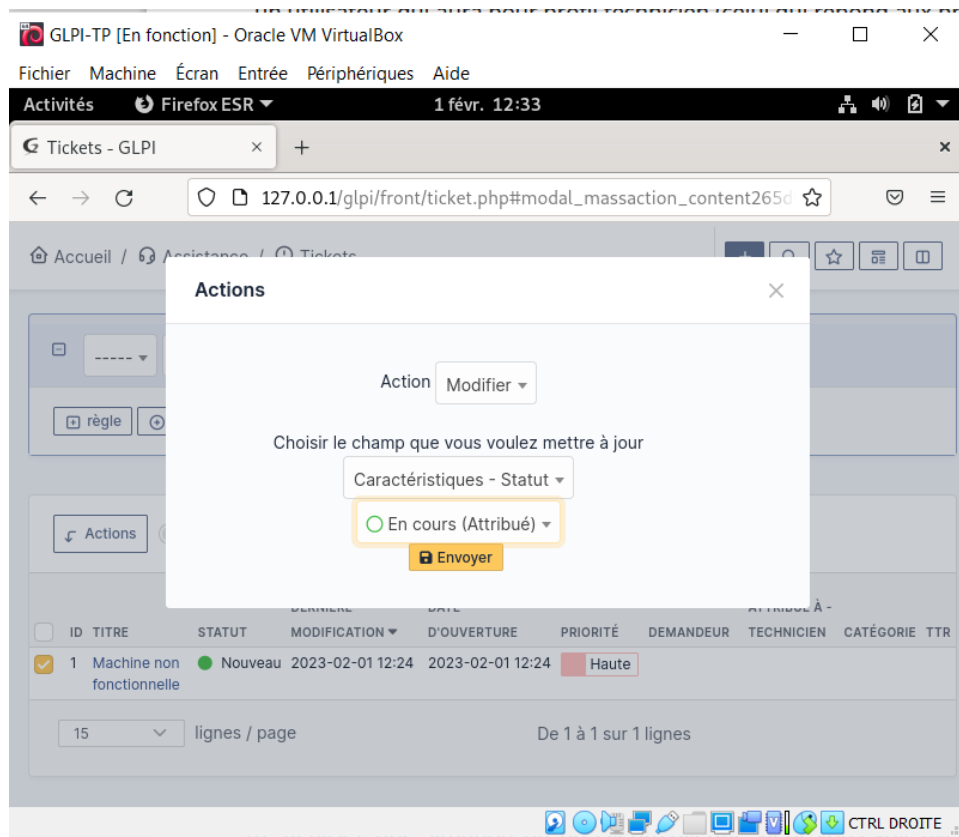 GLPI-TP [En fonction] - Oracle VM VirtualBox
Fichier Machine Écran Entrée Périphériques Aide
Activités Firefox ESR 1 févr. 12:33
Tickets - GLPI
127.0.0.1/glpi/front/ticket.php#modal_massaction_content265d
Accueil / Assistance / Tickets
Actions
-----
Action Modifier
règle
Choisir le champ que vous voulez mettre à jour
Caractéristiques - Statut
Actions
En cours (Attribué)
Envoyer
ID TITRE STATUT DERNIÈRE MODIFICATION DATE D'OUVERTURE PRIORITÉ DEMANDEUR ATTRIBUÉ À - TECHNICIEN CATÉGORIE TTR
1 Machine non fonctionnelle Nouveau 2023-02-01 12:24 2023-02-01 12:24 Haute
15 lignes / page De 1 à 1 sur 1 lignes
CTRL DROITE